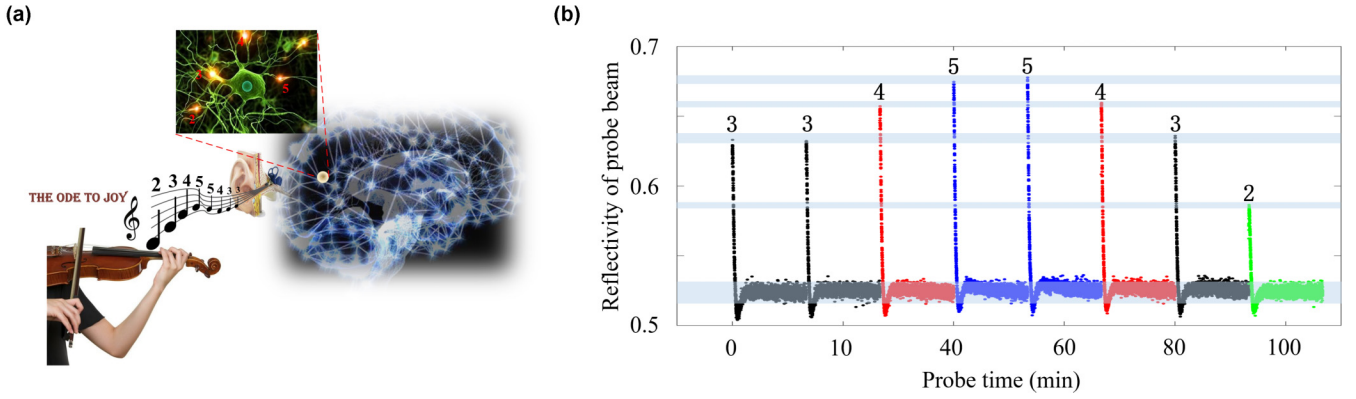 (a)
1
4
5
2
THE ODE TO JOY
2 3 4 5 5 4 3 3
(b)
Reflectivity of probe beam
0.7
0.6
0.5
3 3 4 5 5 4 3 2
0 10 40 60 80 100
Probe time (min)